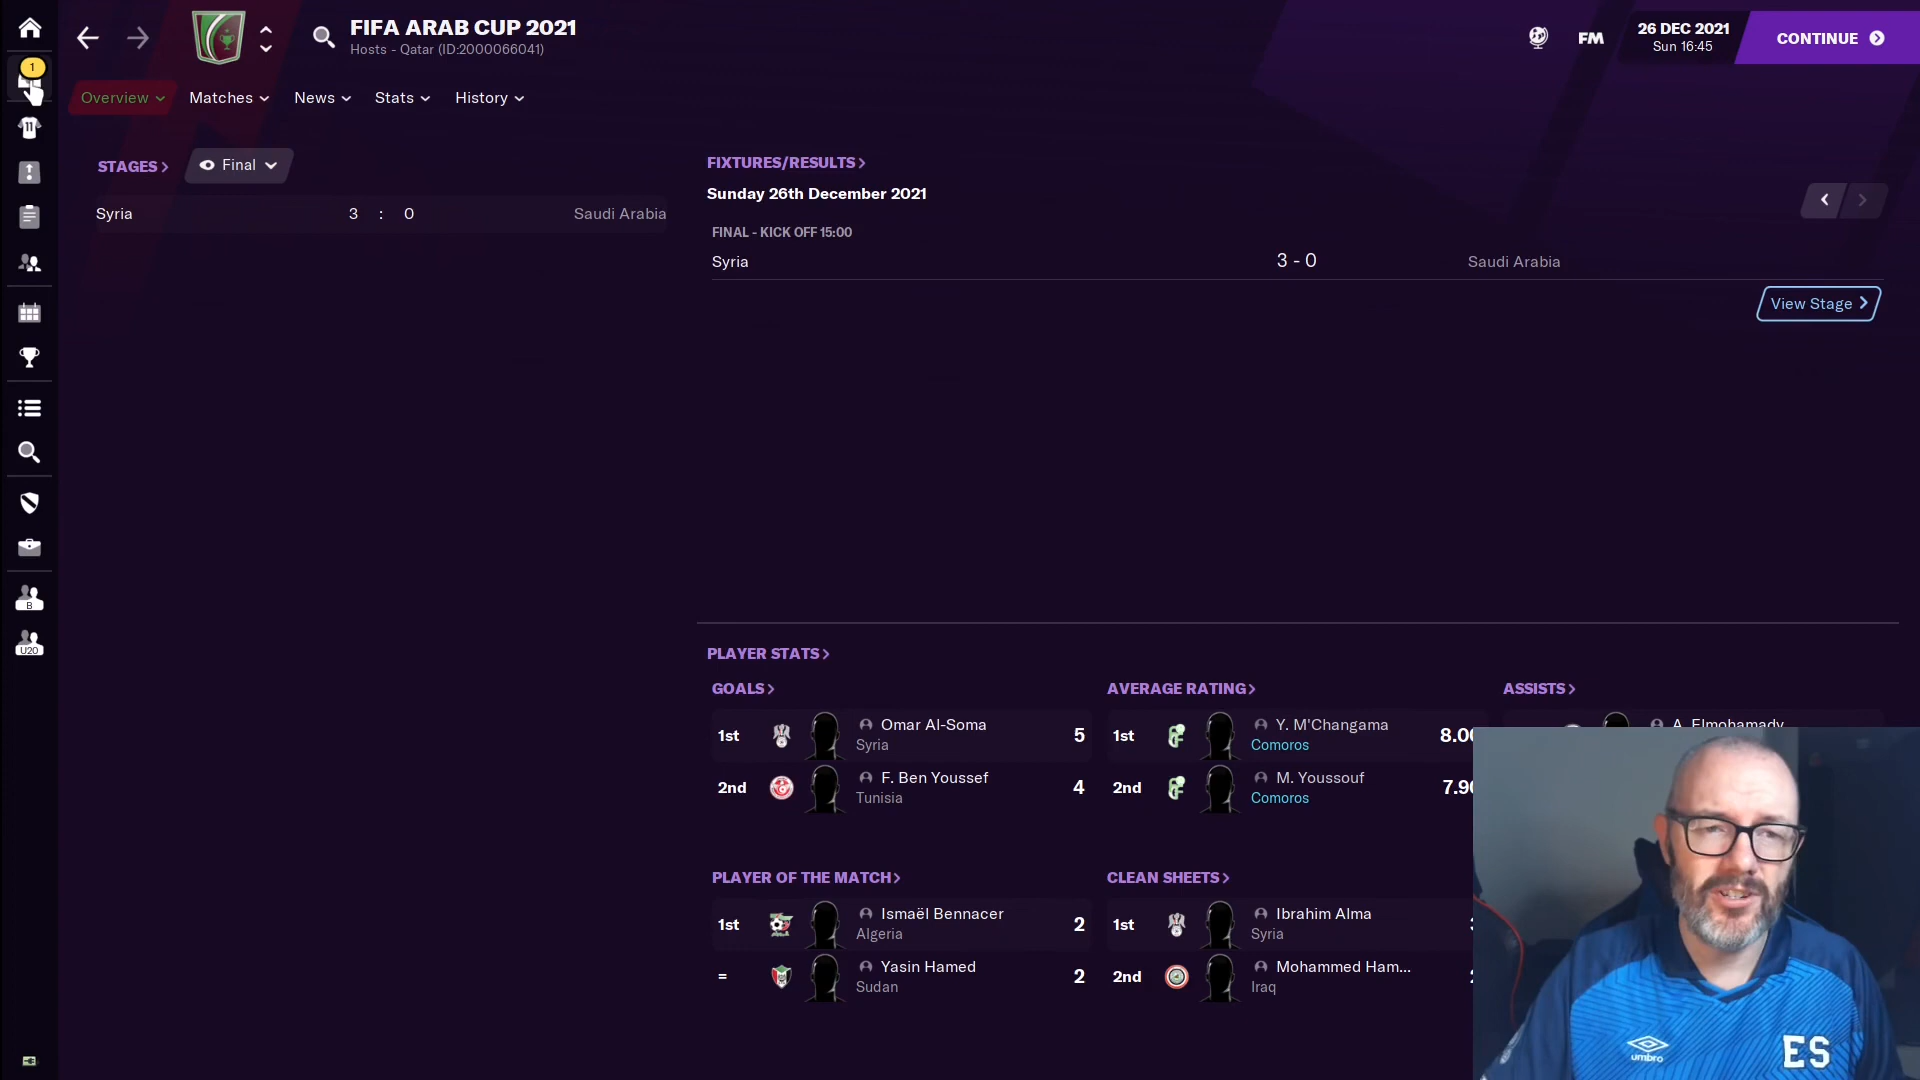 FIFA ARAB CUP 2021
Hosts - Qatar (ID:2000066041)
FM
26 DEC 2021
Sun 16:45
CONTINUE
1
Overview
Matches
News
Stats
History
11
STAGES
Final
Syria 3 : 0 Saudi Arabia
FIXTURES/RESULTS
Sunday 26th December 2021
FINAL - KICK OFF 15:00
Syria 3 - 0 Saudi Arabia
View Stage
B
U20
PLAYER STATS
GOALS
1st Omar Al-Soma 5
Syria
2nd F. Ben Youssef 4
Tunisia
AVERAGE RATING
1st Y. M'Changama
Comoros
2nd M. Youssouf
Comoros
ASSISTS
A. Elmohamady
PLAYER OF THE MATCH
1st Ismaël Bennacer 2
Algeria
= Yasin Hamed 2
Sudan
CLEAN SHEETS
1st Ibrahim Alma
Syria
2nd Mohammed Ham...
Iraq
umbro
ES